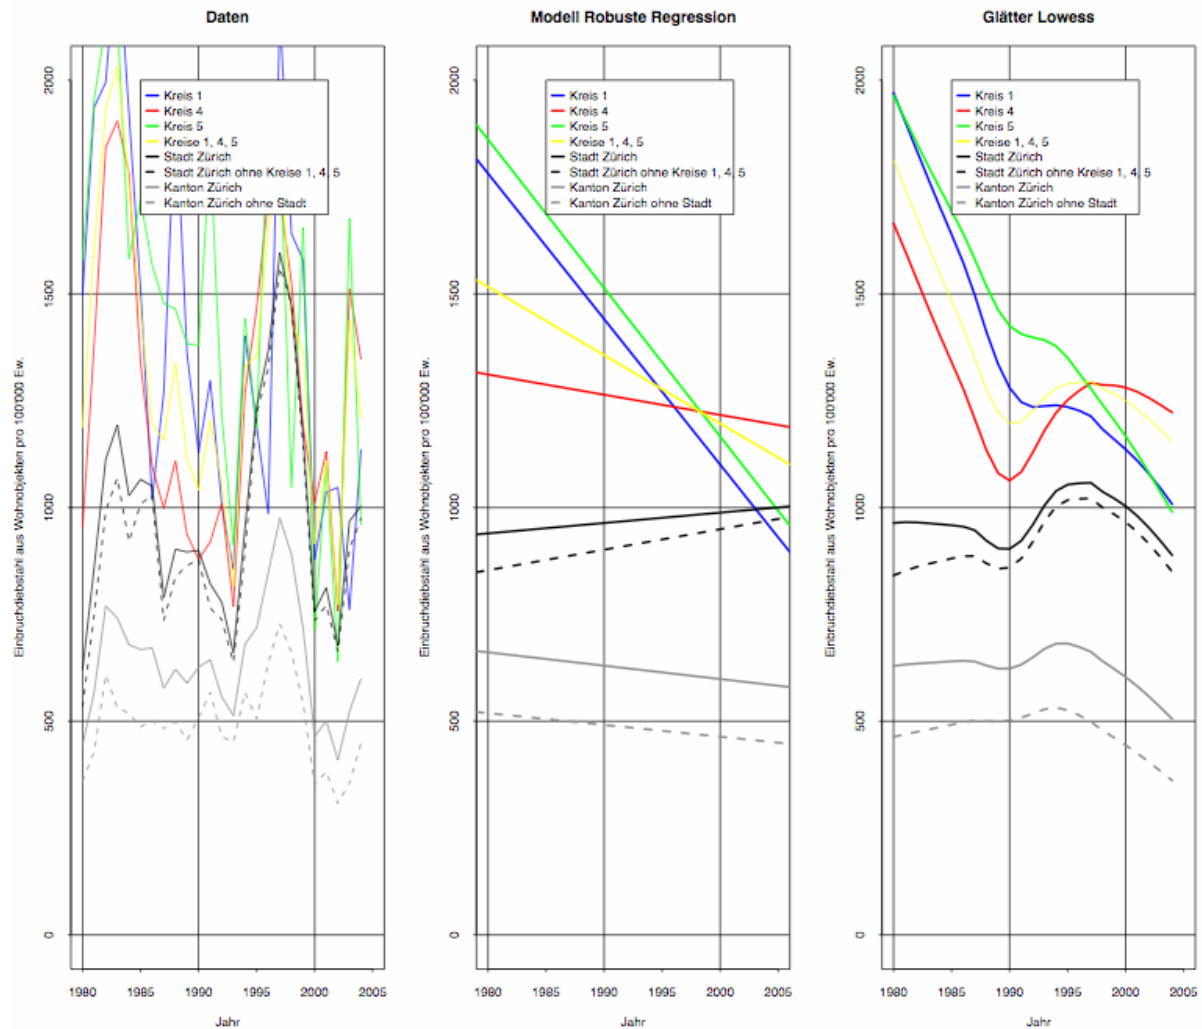 Daten
Einbruchdiebstahl aus Wohnobjekten pro 100'000 Ew.
2000
1500
1000
500
0
Kreis 1
Kreis 4
Kreis 5
Kreise 1, 4, 5
Stadt Zürich
Stadt Zürich ohne Kreise 1, 4, 5
Kanton Zürich
Kanton Zürich ohne Stadt
1980 1985 1990 1995 2000 2005
Jahr
Modell Robuste Regression
Einbruchdiebstahl aus Wohnobjekten pro 100'000 Ew.
2000
1500
1000
500
0
Kreis 1
Kreis 4
Kreis 5
Kreise 1, 4, 5
Stadt Zürich
Stadt Zürich ohne Kreise 1, 4, 5
Kanton Zürich
Kanton Zürich ohne Stadt
1980 1985 1990 1995 2000 2005
Jahr
Glätter Lowess
Einbruchdiebstahl aus Wohnobjekten pro 100'000 Ew.
2000
1500
1000
500
0
Kreis 1
Kreis 4
Kreis 5
Kreise 1, 4, 5
Stadt Zürich
Stadt Zürich ohne Kreise 1, 4, 5
Kanton Zürich
Kanton Zürich ohne Stadt
1980 1985 1990 1995 2000 2005
Jahr